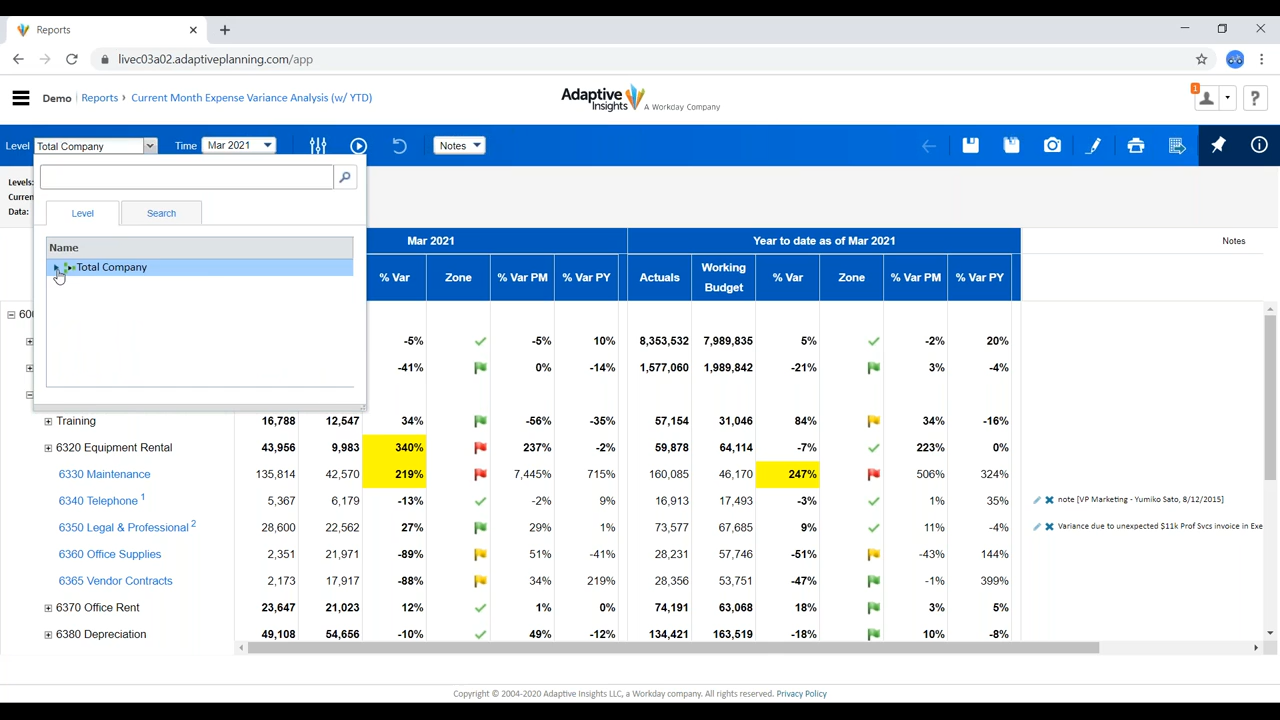 Reports
livec03a02.adaptiveplanning.com/app
Demo Reports › Current Month Expense Variance Analysis (w/ YTD)
Adaptive Insights A Workday Company
1
?
Level Total Company Time Mar 2021 Notes
Levels:
Curren
Data:
Level Search
Name
Total Company
Mar 2021 Year to date as of Mar 2021 Notes
% Var Zone % Var PM % Var PY Actuals Working Budget % Var Zone % Var PM % Var PY
600
-5% -5% 10% 8,353,532 7,989,835 5% -2% 20%
-41% 0% -14% 1,577,060 1,989,842 -21% 3% -4%
Training 16,788 12,547 34% -56% -35% 57,154 31,046 84% 34% -16%
6320 Equipment Rental 43,956 9,983 340% 237% -2% 59,878 64,114 -7% 223% 0%
6330 Maintenance 135,814 42,570 219% 7,445% 715% 160,085 46,170 247% 506% 324%
6340 Telephone 1 5,367 6,179 -13% -2% 9% 16,913 17,493 -3% 1% 35% note [VP Marketing - Yumiko Sato, 8/12/2015]
6350 Legal & Professional 2 28,600 22,562 27% 29% 1% 73,577 67,685 9% 11% -4% Variance due to unexpected $11k Prof Svcs invoice in Exe
6360 Office Supplies 2,351 21,971 -89% 51% -41% 28,231 57,746 -51% -43% 144%
6365 Vendor Contracts 2,173 17,917 -88% 34% 219% 28,356 53,751 -47% -1% 399%
6370 Office Rent 23,647 21,023 12% 1% 0% 74,191 63,068 18% 3% 5%
6380 Depreciation 49,108 54,656 -10% 49% -12% 134,421 163,519 -18% 10% -8%
Copyright © 2004-2020 Adaptive Insights LLC, a Workday company. All rights reserved. Privacy Policy